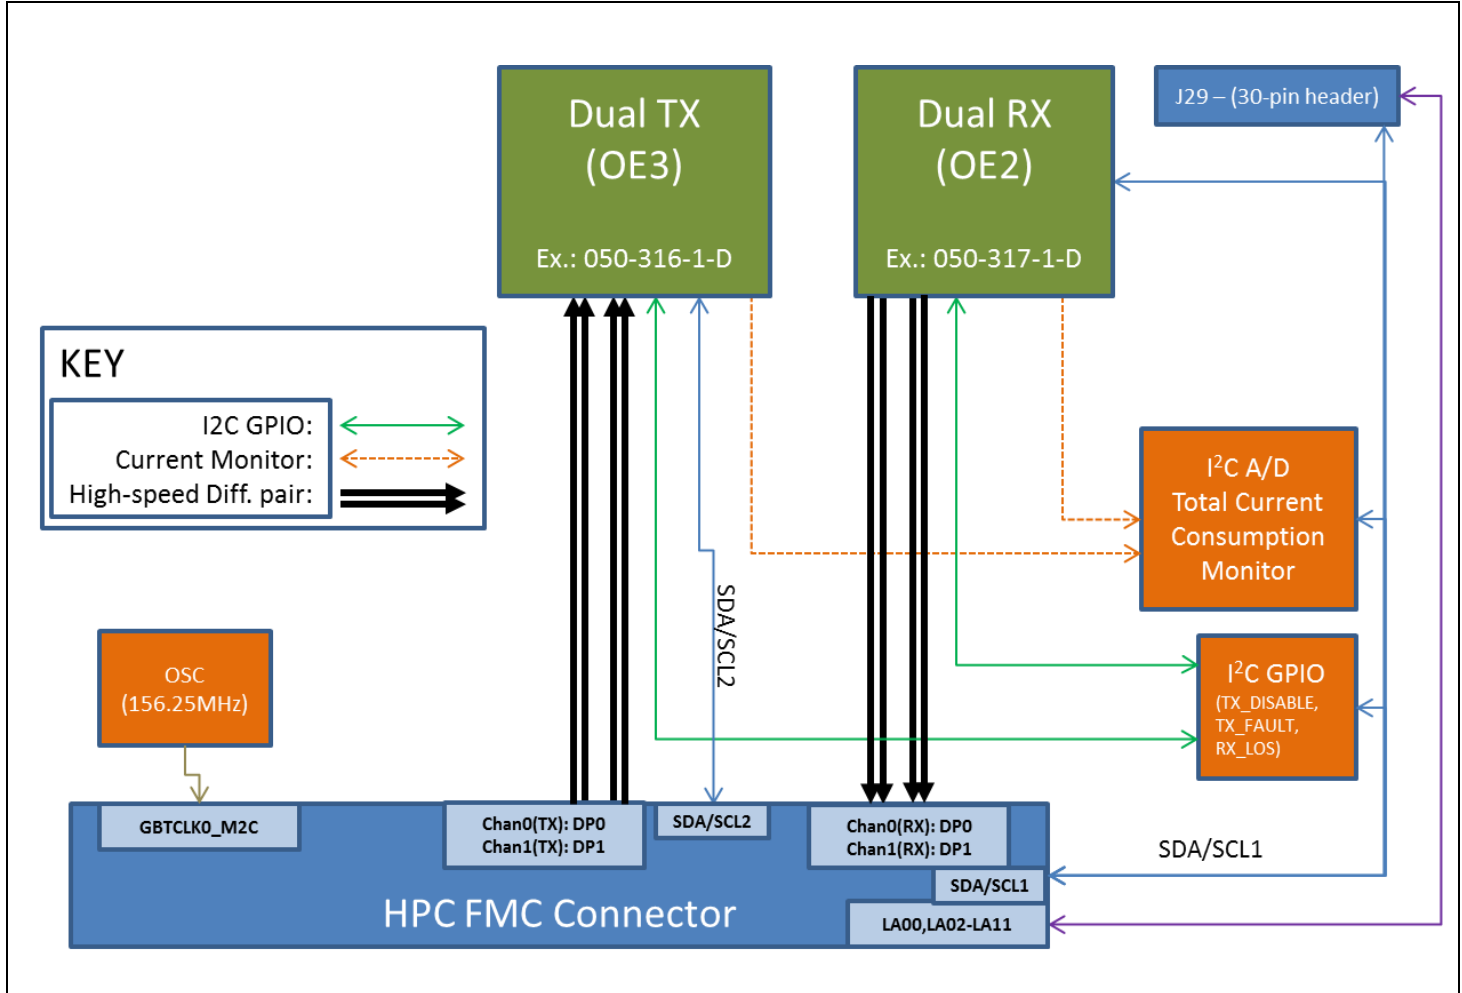 Dual TX
(OE3)
Ex.: 050-316-1-D
Dual RX
(OE2)
Ex.: 050-317-1-D
J29 – (30-pin header)
KEY
I2C GPIO:
Current Monitor:
High-speed Diff. pair:
I²C A/D
Total Current
Consumption
Monitor
SDA/SCL2
OSC
(156.25MHz)
I²C GPIO
(TX_DISABLE,
TX_FAULT,
RX_LOS)
GBTCLK0_M2C
Chan0(TX): DP0
Chan1(TX): DP1
SDA/SCL2
Chan0(RX): DP0
Chan1(RX): DP1
SDA/SCL1
SDA/SCL1
HPC FMC Connector
LA00,LA02-LA11